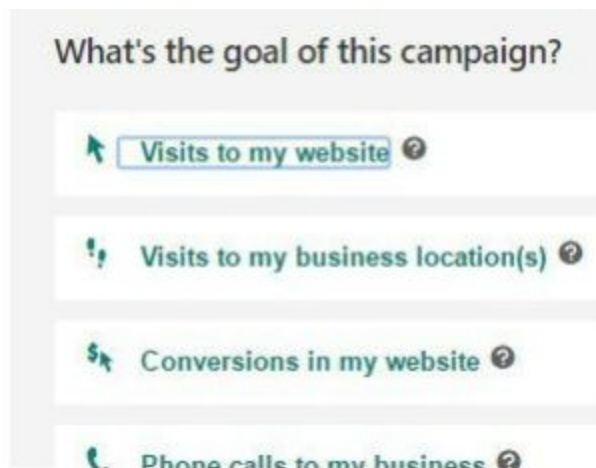 What's the goal of this campaign?
Visits to my website
Visits to my business location(s)
Conversions in my website
Phone calls to my business